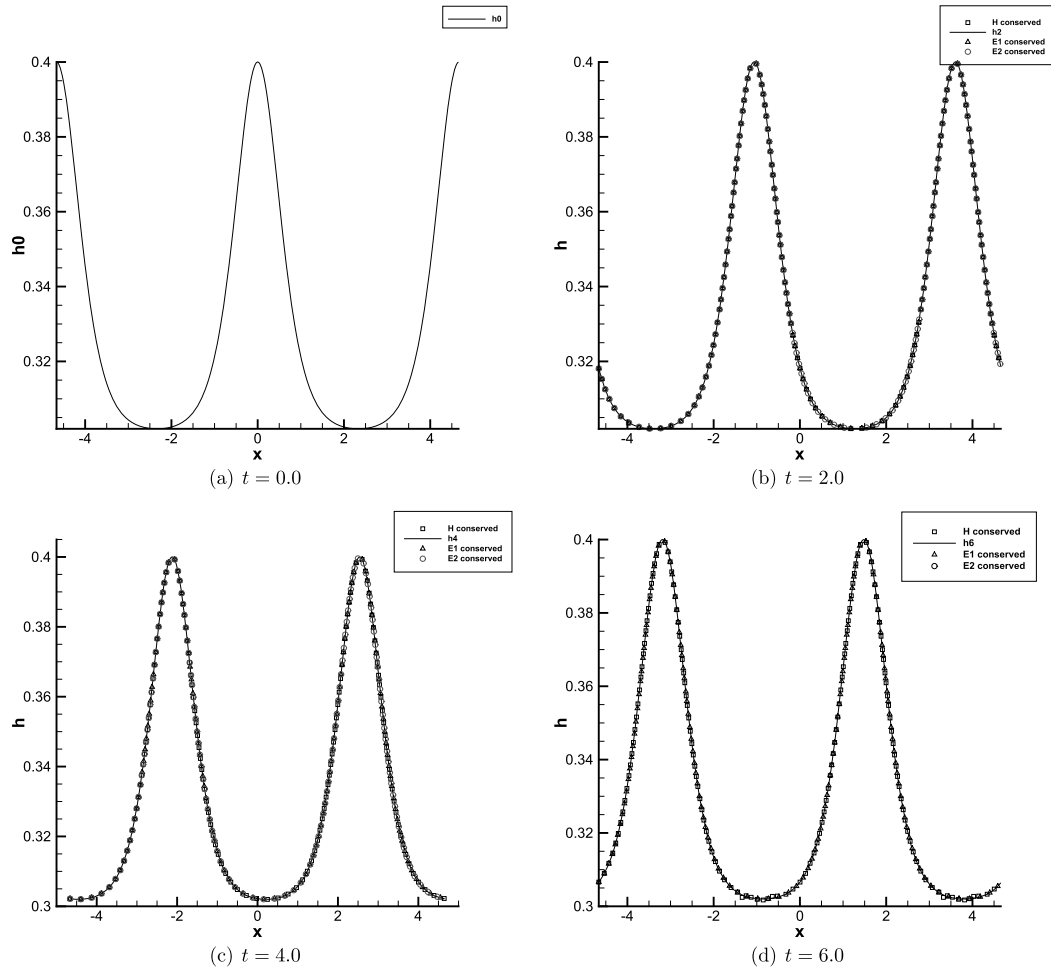 h0
0.4
0.38
0.36
0.34
0.32
h0
-4
-2
0
2
4
x
(a) t = 0.0
H conserved
h2
E1 conserved
E2 conserved
0.4
0.38
0.36
0.34
0.32
h
-4
-2
0
2
4
x
(b) t = 2.0
H conserved
h4
E1 conserved
E2 conserved
0.4
0.38
0.36
0.34
0.32
0.3
h
-4
-2
0
2
4
x
(c) t = 4.0
H conserved
h6
E1 conserved
E2 conserved
0.4
0.38
0.36
0.34
0.32
0.3
h
-4
-2
0
2
4
x
(d) t = 6.0